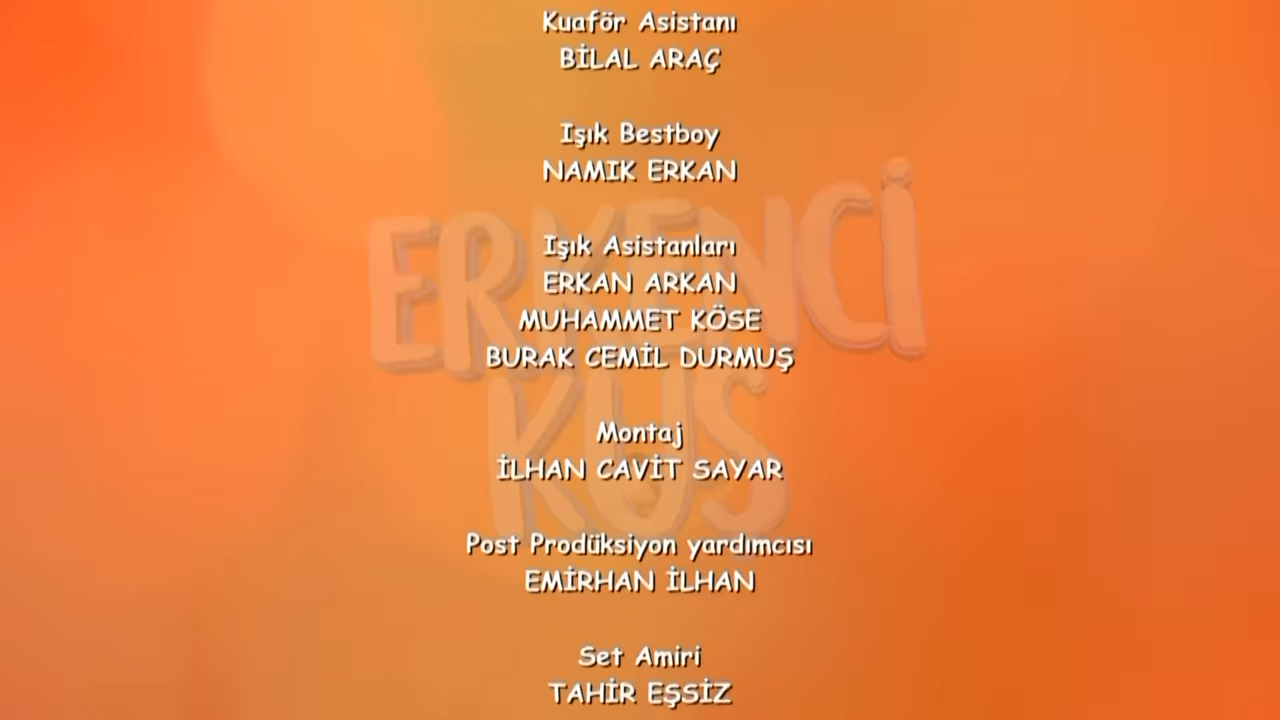 Kuaför Asistanı
BİLAL ARAÇ
Işık Bestboy
NAMIK ERKAN
Işık Asistanları
ERKAN ARKAN
MUHAMMET KÖSE
BURAK CEMİL DURMUŞ
Montaj
İLHAN CAVİT SAYAR
Post Prodüksiyon yardımcısı
EMİRHAN İLHAN
Set Amiri
TAHİR EŞSİZ
ERKENCİ
KUŞ